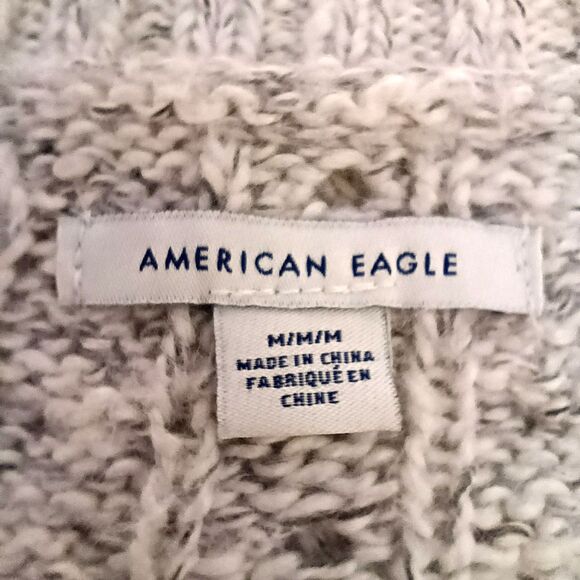 AMERICAN EAGLE
M/M/M
MADE IN CHINA
FABRIQUÉ EN
CHINE